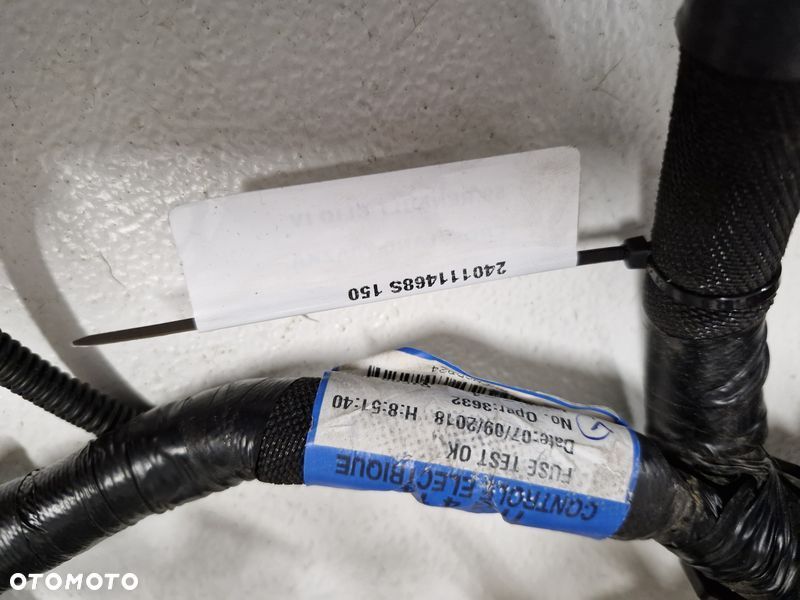 240111468S 150
CONTROLE ELECTRIQUE
FUSE TEST OK
Date:07/09/2018 H:8:51:40
No. Oper:3632
OTOMOTO